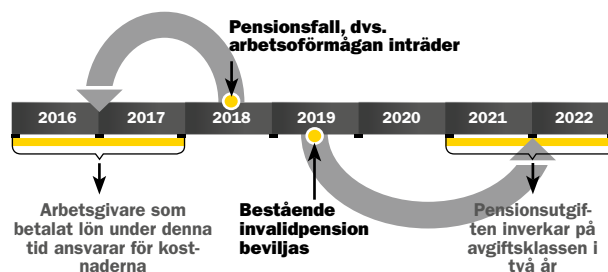 Pensionsfall, dvs.
arbetsoförmågan inträder
2016 2017 2018 2019 2020 2021 2022
Arbetsgivare som
betalat lön under denna
tid ansvarar för kost-
naderna
Bestående
invalidpension
beviljas
Pensionsutgif-
ten inverkar på
avgiftsklassen i
två år